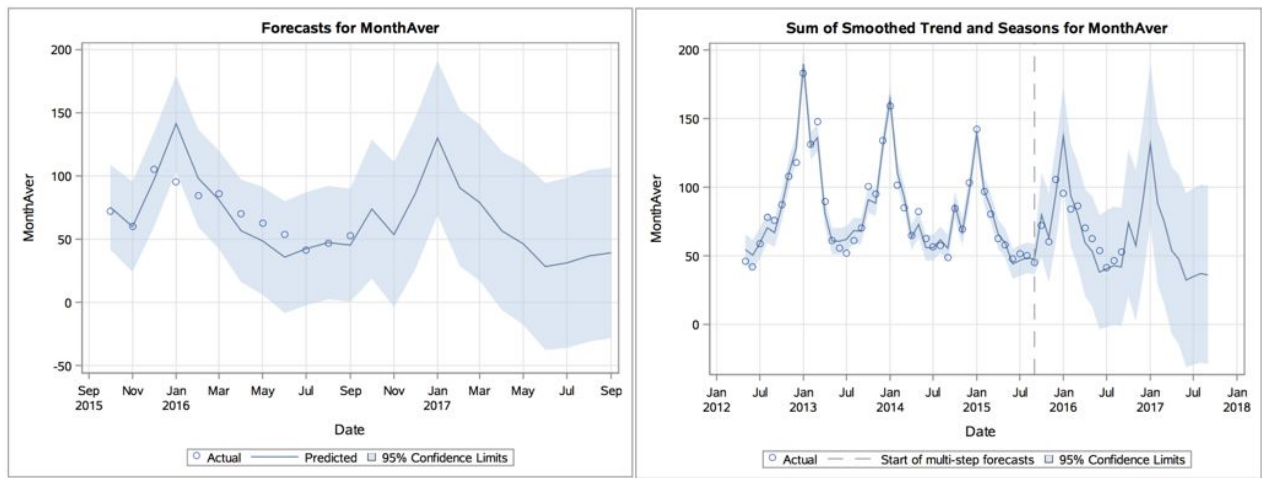 Forecasts for MonthAver
200
150
100
50
0
-50
MonthAver
Sep Nov Jan Mar May Jul Sep Nov Jan Mar May Jul Sep
2015 2016 2017
Date
Actual Predicted 95% Confidence Limits
Sum of Smoothed Trend and Seasons for MonthAver
200
150
100
50
0
MonthAver
Jan Jul Jan Jul Jan Jul Jan Jul Jan Jul Jan Jul Jan
2012 2013 2014 2015 2016 2017 2018
Date
Actual Start of multi-step forecasts 95% Confidence Limits